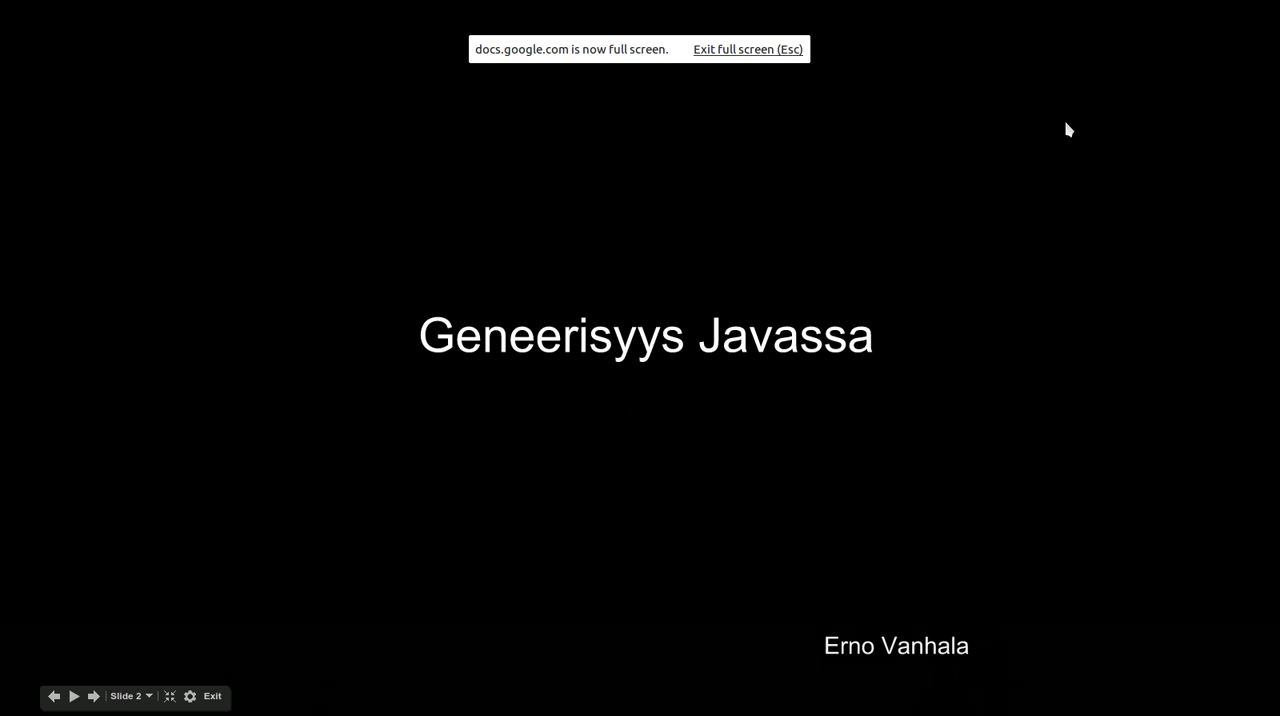 docs.google.com is now full screen. Exit full screen (Esc)
Geneerisyys Javassa
Erno Vanhala
Slide 2 Exit